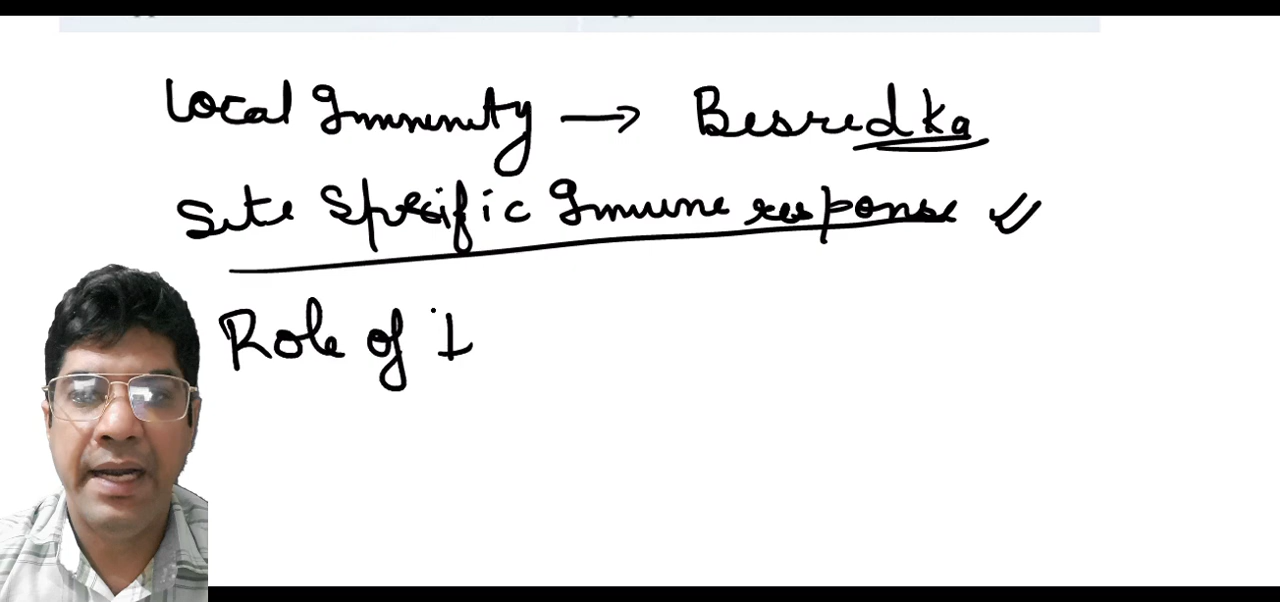 Local Immunity → Besredka
Site Specific Immune response
Role of I